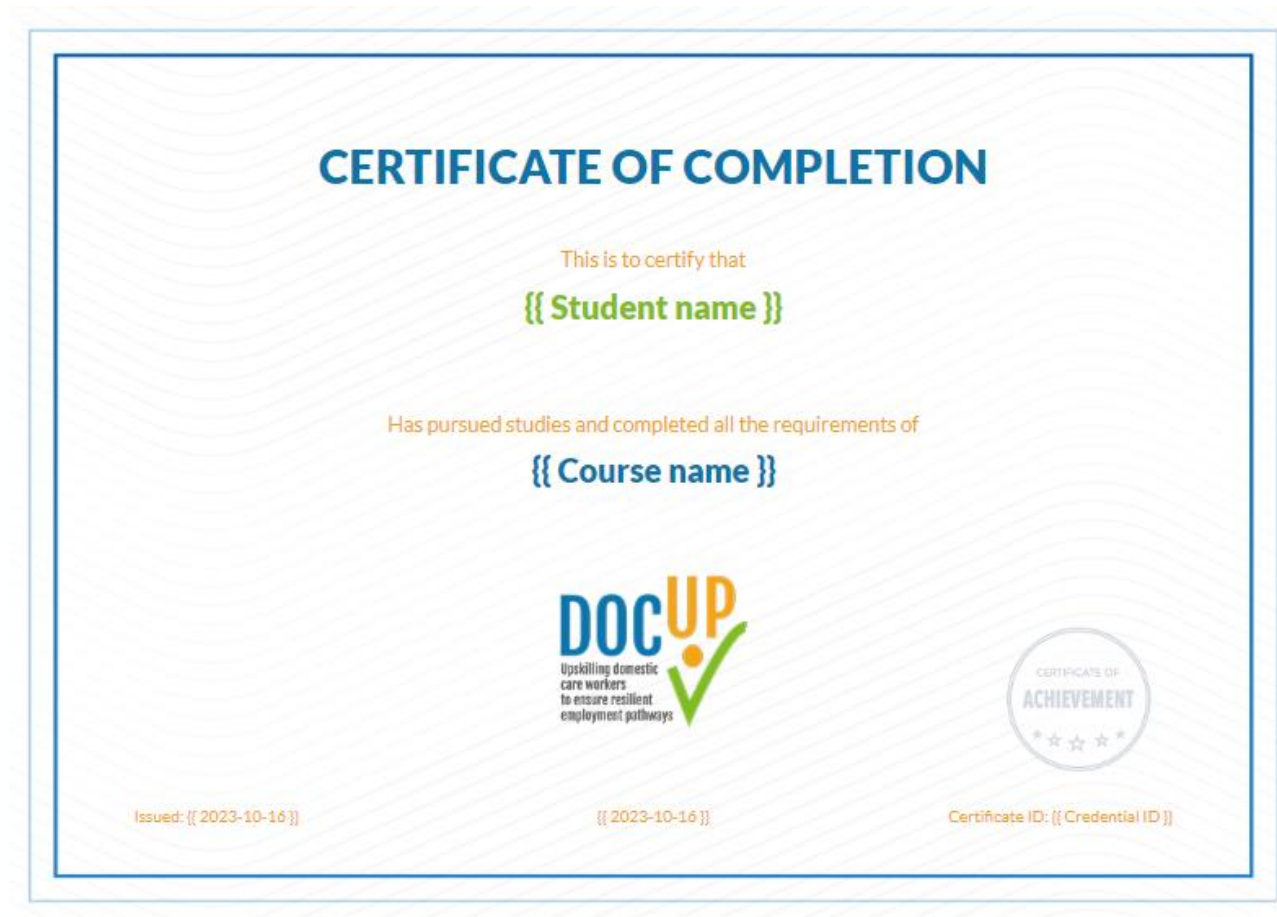 CERTIFICATE OF COMPLETION
This is to certify that
{{ Student name }}
Has pursued studies and completed all the requirements of
{{ Course name }}
DOCUP
Upskilling domestic
care workers
to ensure resilient
employment pathways
CERTIFICATE OF
ACHIEVEMENT
Issued: {{ 2023-10-16 }}
{{ 2023-10-16 }}
Certificate ID: {{ Credential ID }}